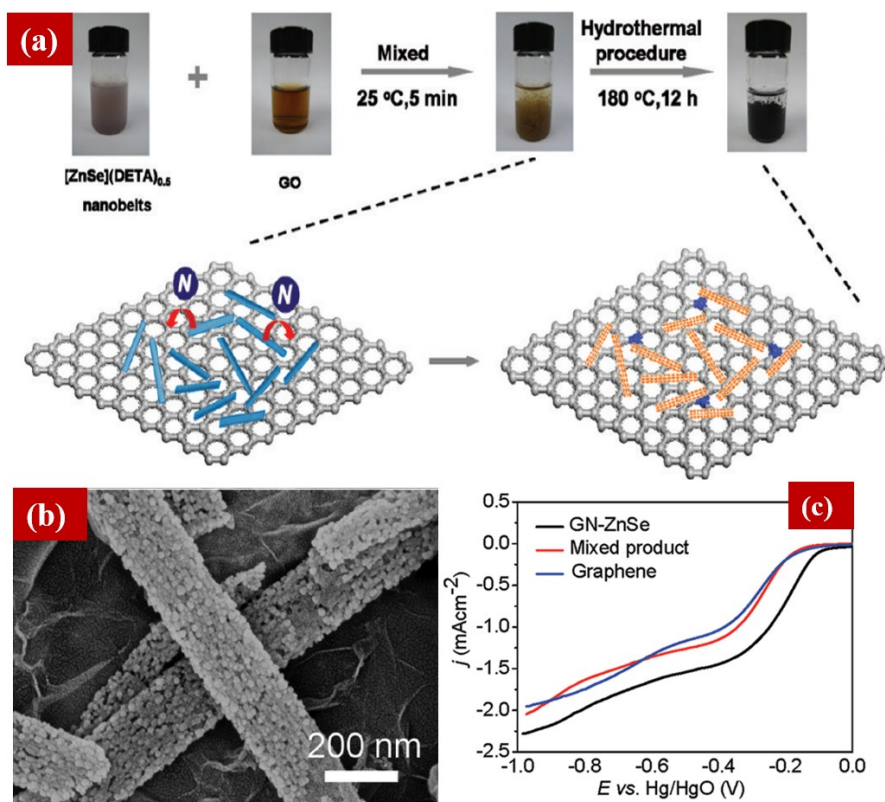 (a)
Mixed
25 ºC,5 min
Hydrothermal
procedure
180 ºC,12 h
+
[ZnSe](DETA)0.5
nanobelts
GO
N
N
(b)
200 nm
(c)
GN-ZnSe
Mixed product
Graphene
j (mAcm-2)
0.5
0.0
-0.5
-1.0
-1.5
-2.0
-2.5
-1.0 -0.8 -0.6 -0.4 -0.2 0.0
E vs. Hg/HgO (V)